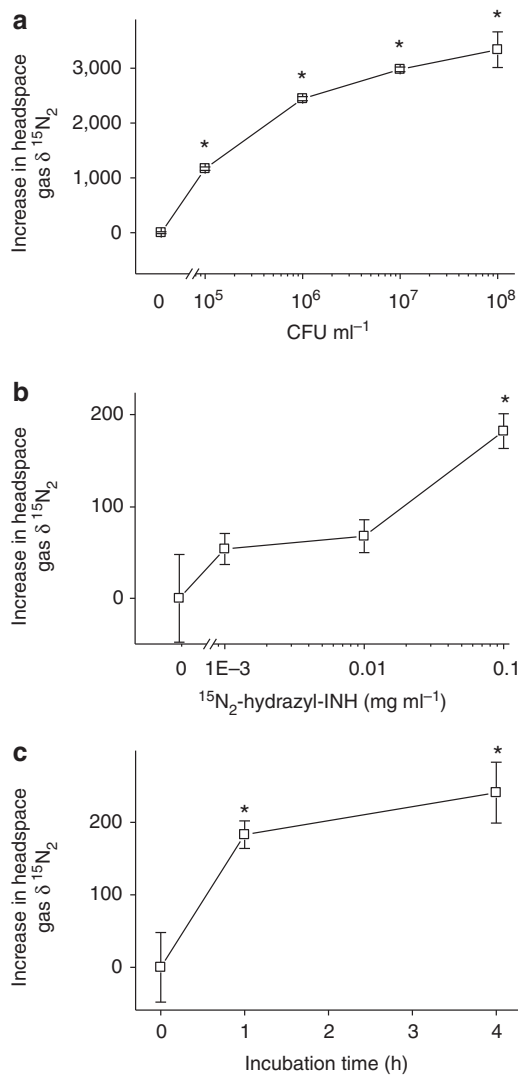 a
Increase in headspace
gas δ ¹⁵N₂
3,000
2,000
1,000
0
*
*
*
*
0 10⁵ 10⁶ 10⁷ 10⁸
CFU ml⁻¹
b
Increase in headspace
gas δ ¹⁵N₂
200
100
0
*
0 1E–3 0.01 0.1
¹⁵N₂-hydrazyl-INH (mg ml⁻¹)
c
Increase in headspace
gas δ ¹⁵N₂
200
100
0
*
*
0 1 2 3 4
Incubation time (h)